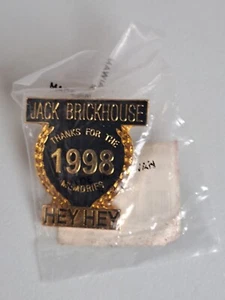 JACK BRICKHOUSE
THANKS FOR THE
1998
MEMORIES
HEY HEY